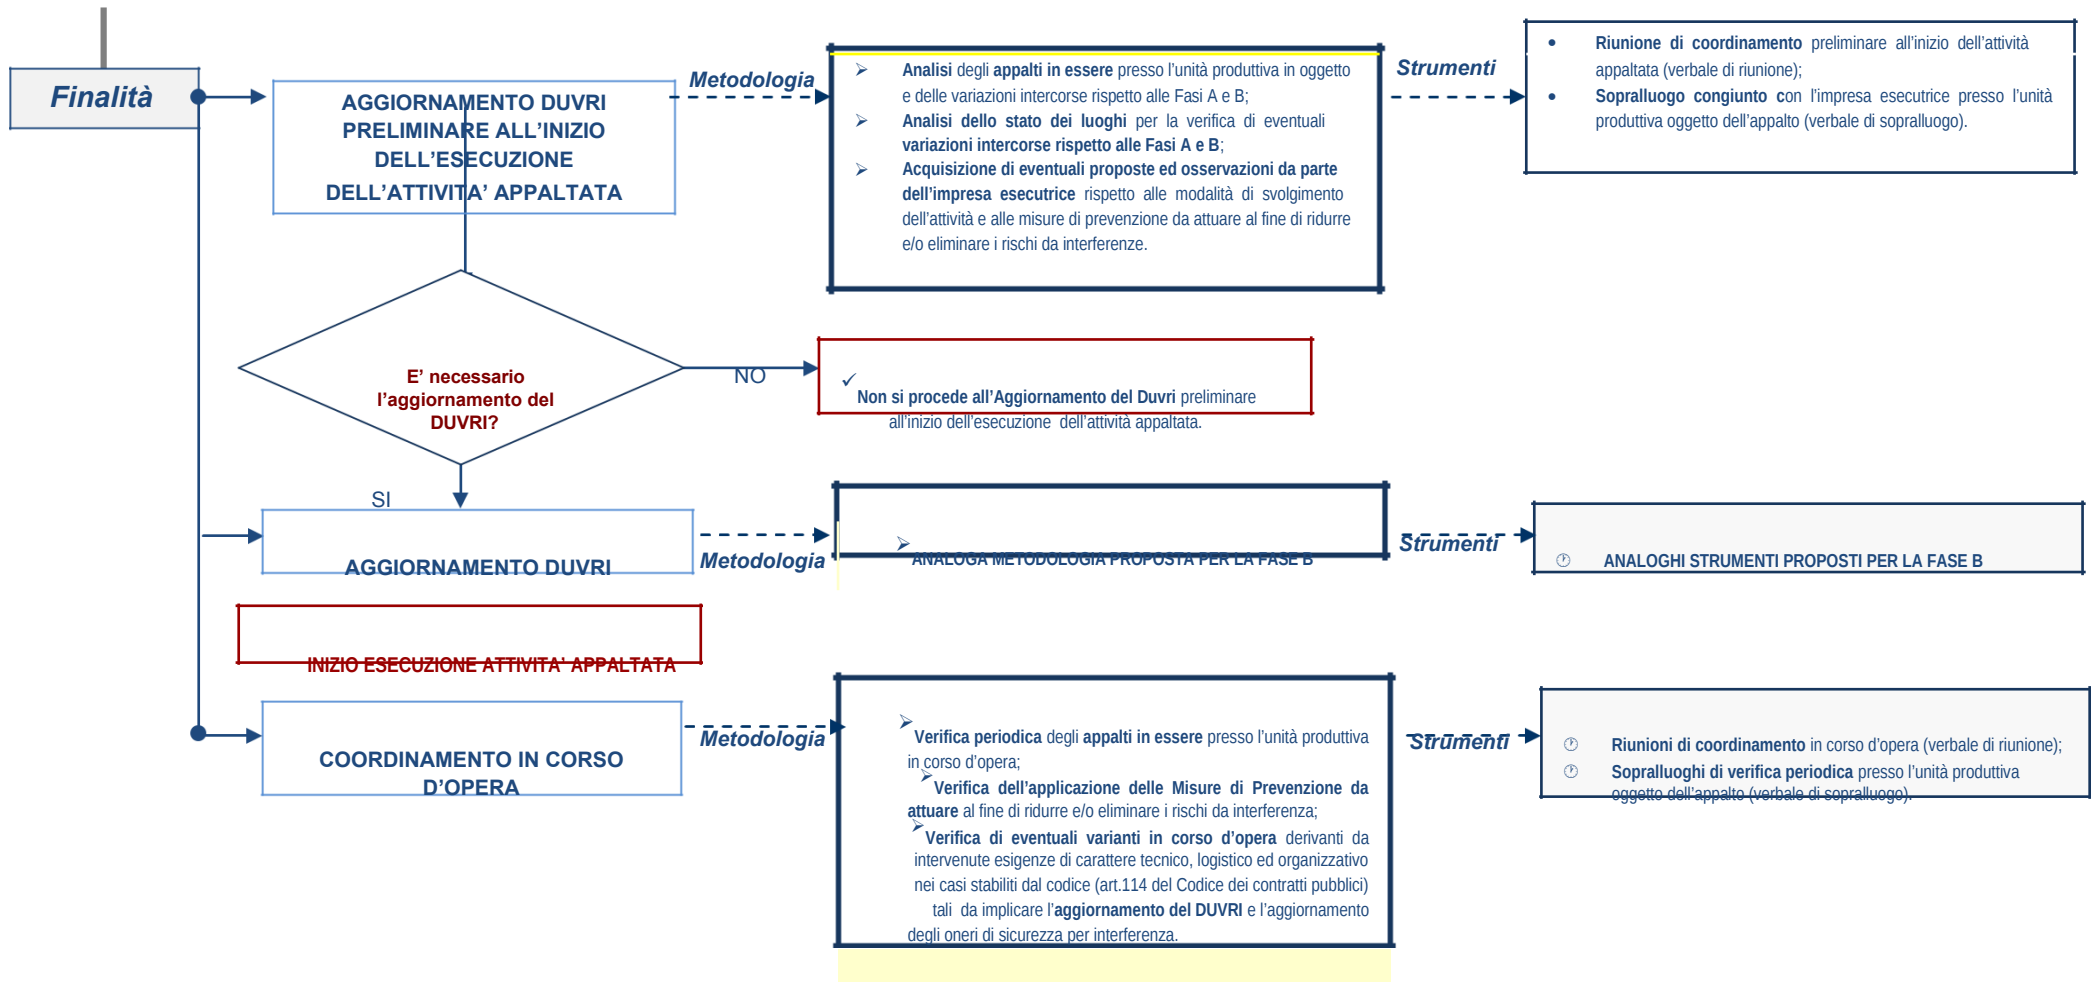 Finalità
AGGIORNAMENTO DUVRI
PRELIMINARE ALL’INIZIO
DELL’ESECUZIONE
DELL’ATTIVITA’ APPALTATA
Metodologia
➢ Analisi degli appalti in essere presso l’unità produttiva in oggetto
e delle variazioni intercorse rispetto alle Fasi A e B;
➢ Analisi dello stato dei luoghi per la verifica di eventuali
variazioni intercorse rispetto alle Fasi A e B;
➢ Acquisizione di eventuali proposte ed osservazioni da parte
dell’impresa esecutrice rispetto alle modalità di svolgimento
dell’attività e alle misure di prevenzione da attuare al fine di ridurre
e/o eliminare i rischi da interferenze.
Strumenti
• Riunione di coordinamento preliminare all’inizio dell’attività
appaltata (verbale di riunione);
• Sopralluogo congiunto con l’impresa esecutrice presso l’unità
produttiva oggetto dell’appalto (verbale di sopralluogo).
E’ necessario
l’aggiornamento del
DUVRI?
NO
✓ Non si procede all’Aggiornamento del Duvri preliminare
all’inizio dell’esecuzione dell’attività appaltata.
SI
AGGIORNAMENTO DUVRI
Metodologia
➢ ANALOGA METODOLOGIA PROPOSTA PER LA FASE B
Strumenti
ANALOGHI STRUMENTI PROPOSTI PER LA FASE B
INIZIO ESECUZIONE ATTIVITA’ APPALTATA
COORDINAMENTO IN CORSO
D’OPERA
Metodologia
➢ Verifica periodica degli appalti in essere presso l’unità produttiva
in corso d’opera;
➢ Verifica dell’applicazione delle Misure di Prevenzione da
attuare al fine di ridurre e/o eliminare i rischi da interferenza;
➢ Verifica di eventuali varianti in corso d’opera derivanti da
intervenute esigenze di carattere tecnico, logistico ed organizzativo
nei casi stabiliti dal codice (art.114 del Codice dei contratti pubblici)
tali da implicare l’aggiornamento del DUVRI e l’aggiornamento
degli oneri di sicurezza per interferenza.
Strumenti
Riunioni di coordinamento in corso d’opera (verbale di riunione);
Sopralluoghi di verifica periodica presso l’unità produttiva
oggetto dell’appalto (verbale di sopralluogo).